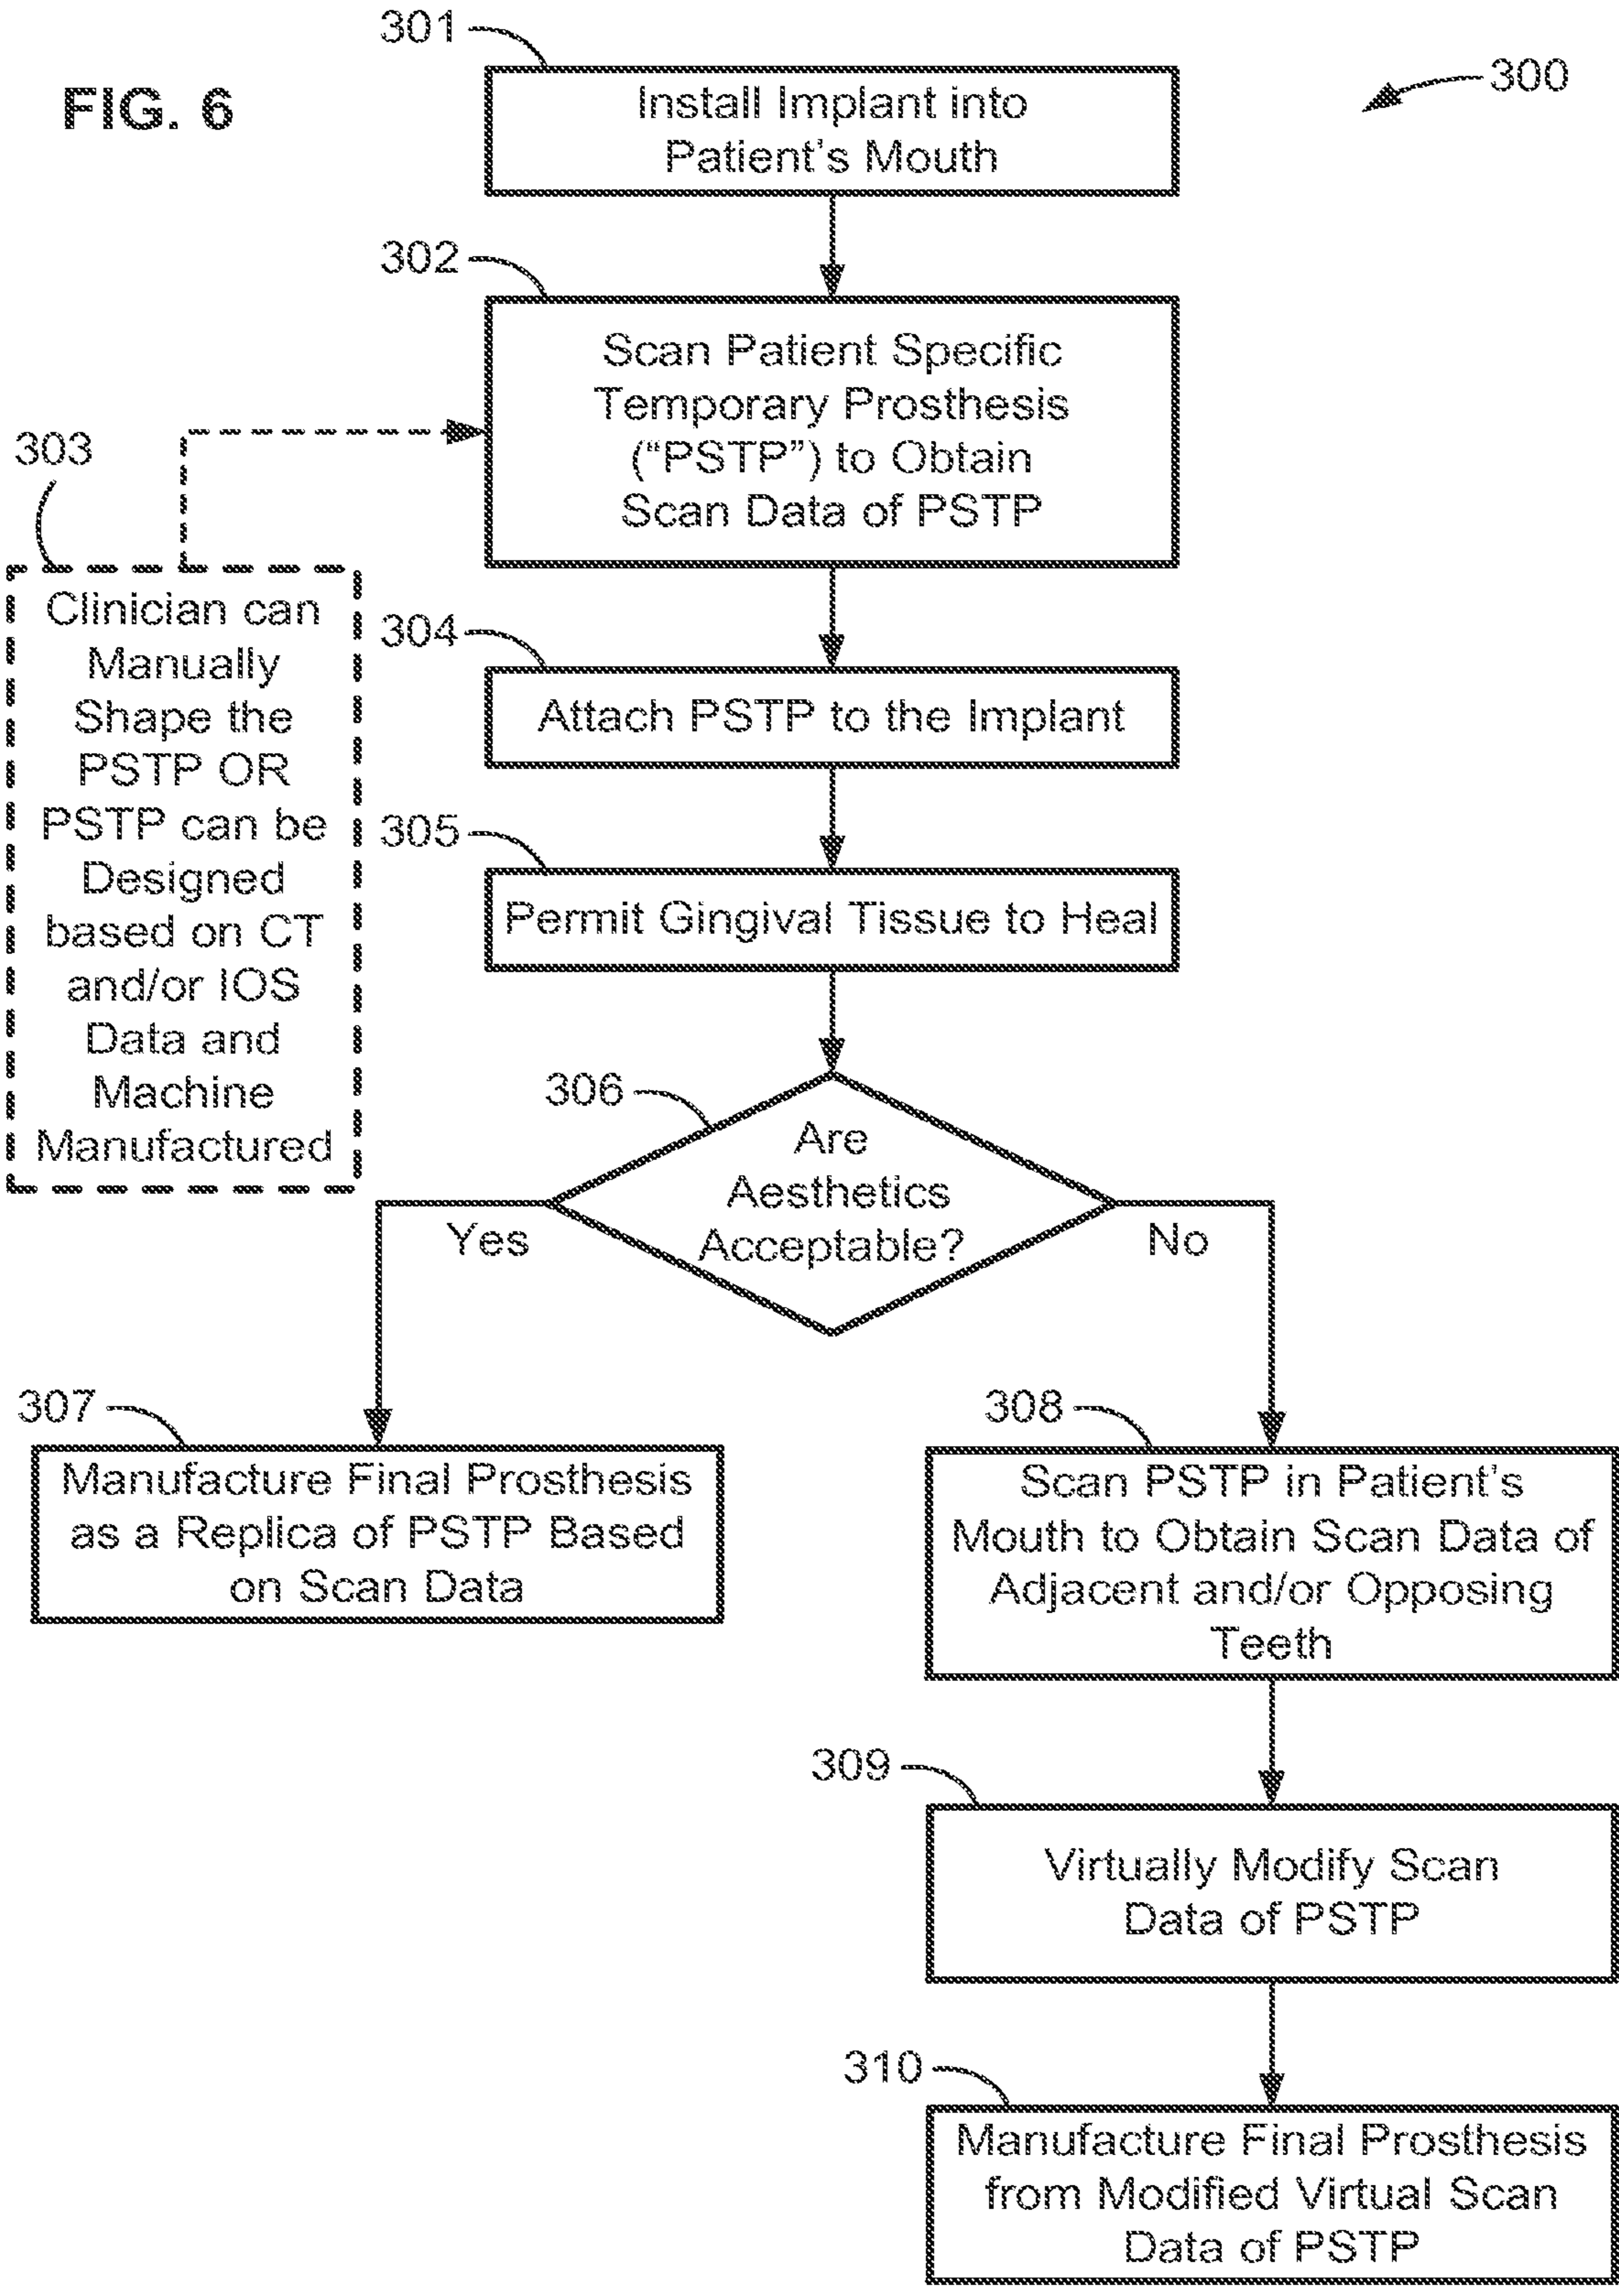 FIG. 6
300
301
Install Implant into
Patient's Mouth
302
Scan Patient Specific
Temporary Prosthesis
(“PSTP”) to Obtain
Scan Data of PSTP
303
Clinician can
Manually
Shape the
PSTP OR
PSTP can be
Designed
based on CT
and/or IOS
Data and
Machine
Manufactured
304
Attach PSTP to the Implant
305
Permit Gingival Tissue to Heal
306
Are
Aesthetics
Acceptable?
Yes
No
307
Manufacture Final Prosthesis
as a Replica of PSTP Based
on Scan Data
308
Scan PSTP in Patient's
Mouth to Obtain Scan Data of
Adjacent and/or Opposing
Teeth
309
Virtually Modify Scan
Data of PSTP
310
Manufacture Final Prosthesis
from Modified Virtual Scan
Data of PSTP